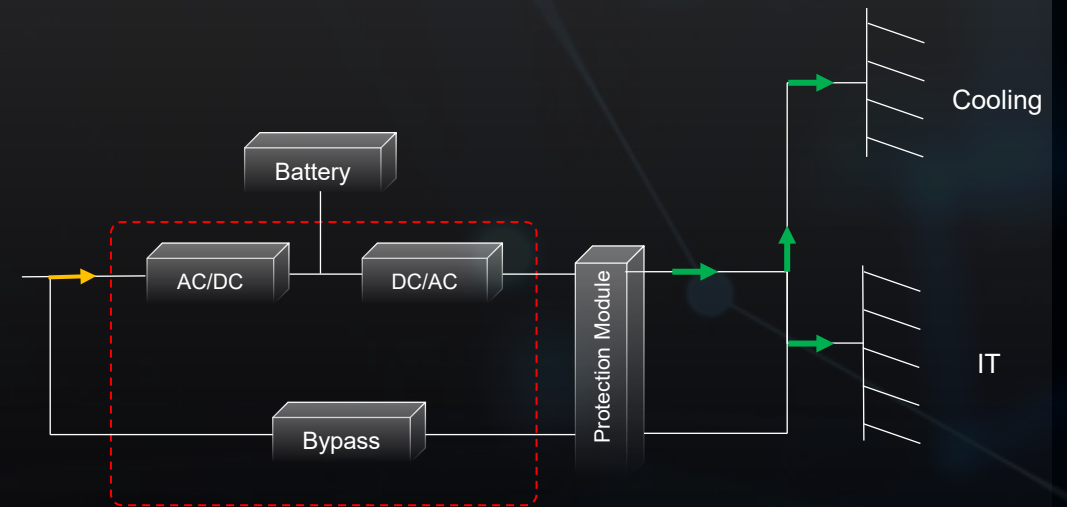 Cooling
Battery
AC/DC
DC/AC
Protection Module
IT
Bypass